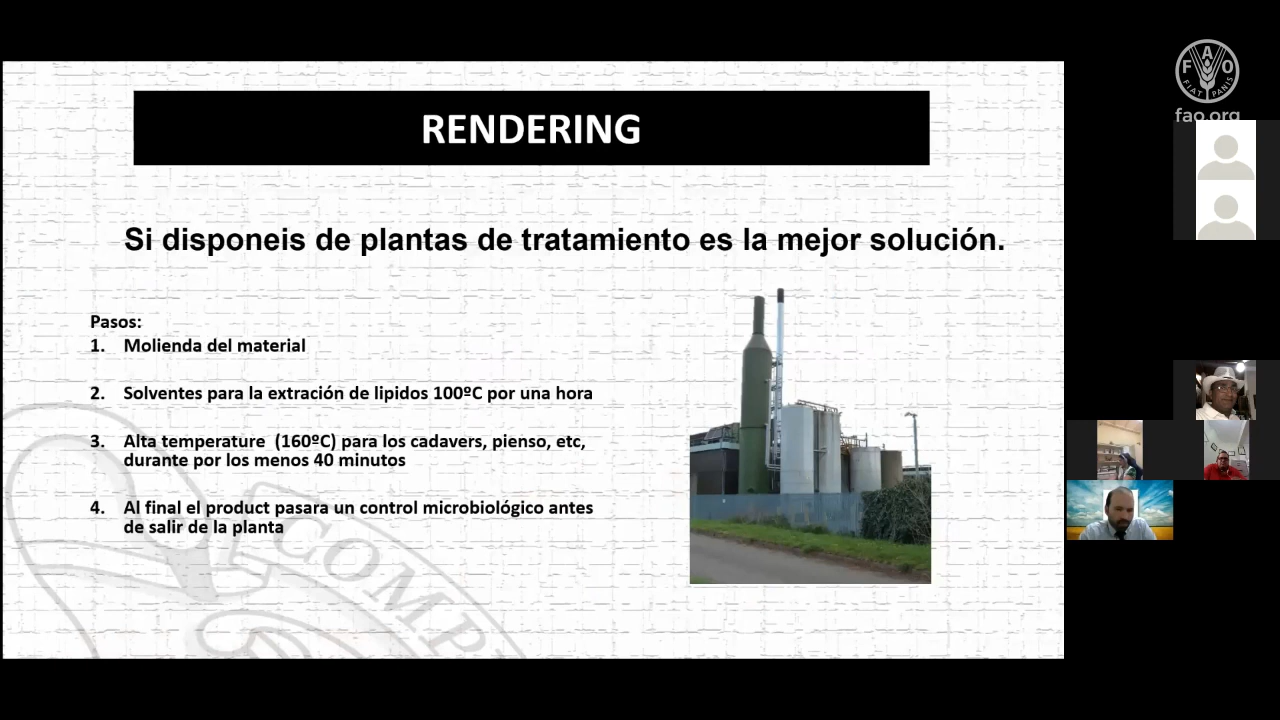 RENDERING
Si disponeis de plantas de tratamiento es la mejor solución.
Pasos:
1. Molienda del material
2. Solventes para la extración de lipidos 100ºC por una hora
3. Alta temperature (160ºC) para los cadavers, pienso, etc,
durante por los menos 40 minutos
4. Al final el product pasara un control microbiológico antes
de salir de la planta
COMP
FAO
FIAT PANIS
fao.org